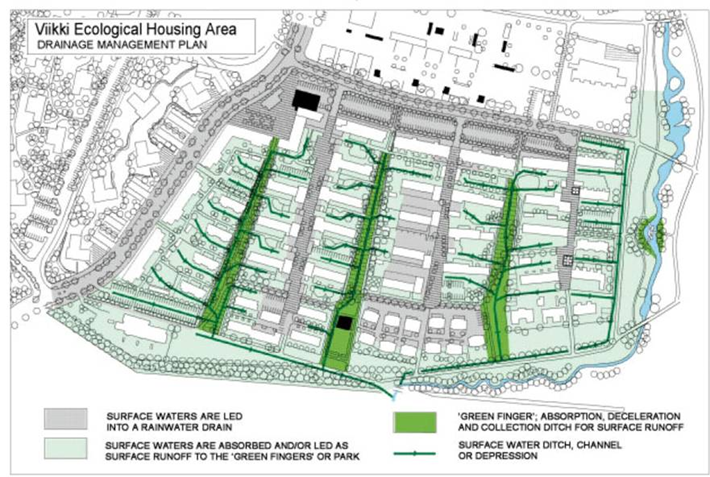 Viikki Ecological Housing Area
DRAINAGE MANAGEMENT PLAN
SURFACE WATERS ARE LED
INTO A RAINWATER DRAIN
SURFACE WATERS ARE ABSORBED AND/OR LED AS
SURFACE RUNOFF TO THE 'GREEN FINGERS' OR PARK
'GREEN FINGER'; ABSORPTION, DECELERATION
AND COLLECTION DITCH FOR SURFACE RUNOFF
SURFACE WATER DITCH, CHANNEL
OR DEPRESSION